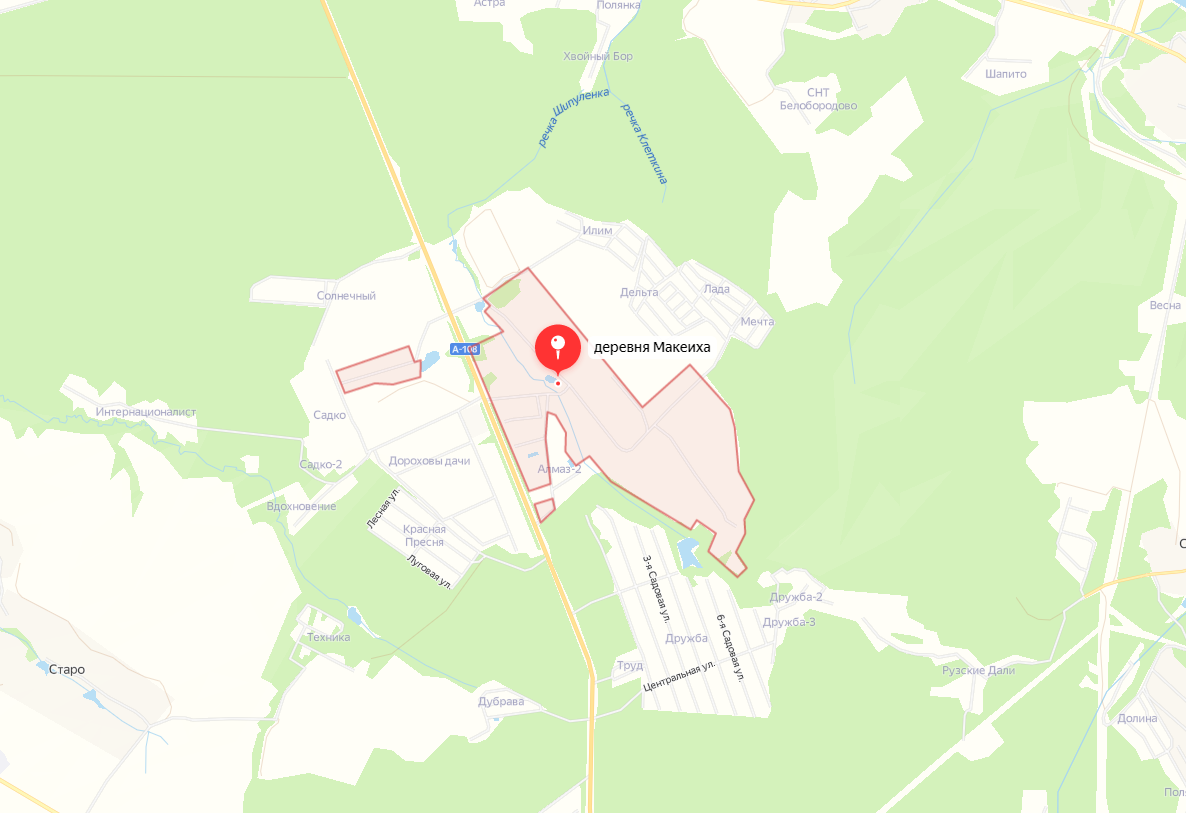 Астра
Полянка
Хвойный Бор
Шапито
СНТ
Белобородово
речка Шипуленка
речка Клеткина
Илим
Дельта
Лада
Солнечный
Весна
Мечта
А-108
деревня Макеиха
Интернационалист
Садко
Садко-2
Дороховы дачи
Алмаз-2
Вдохновение
Лесная ул.
Красная
Пресня
Луговая ул.
3-я Садовая ул.
6-я Садовая ул.
Дружба-2
Дружба-3
Техника
Дружба
Старо
Труд
Центральная ул.
Рузские Дали
Дубрава
Долина